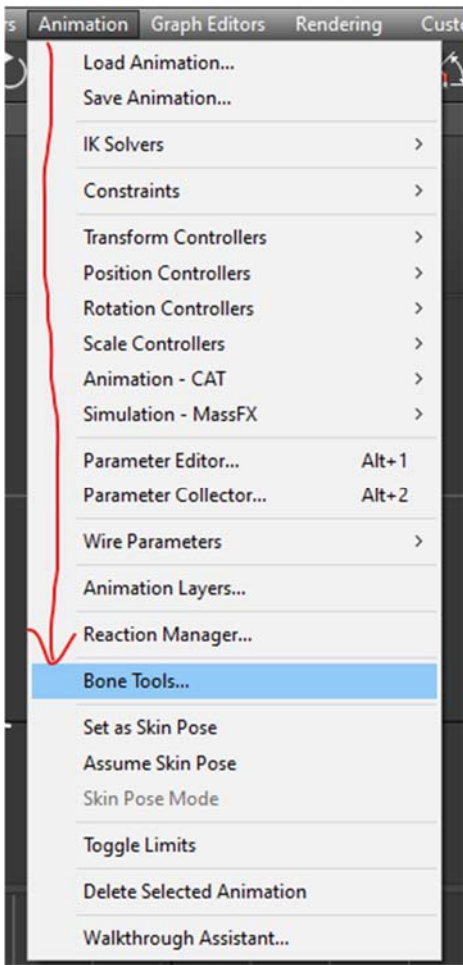 rs Animation Graph Editors Rendering Custo
Load Animation...
Save Animation...
IK Solvers >
Constraints >
Transform Controllers >
Position Controllers >
Rotation Controllers >
Scale Controllers >
Animation - CAT >
Simulation - MassFX >
Parameter Editor... Alt+1
Parameter Collector... Alt+2
Wire Parameters >
Animation Layers...
Reaction Manager...
Bone Tools...
Set as Skin Pose
Assume Skin Pose
Skin Pose Mode
Toggle Limits
Delete Selected Animation
Walkthrough Assistant...